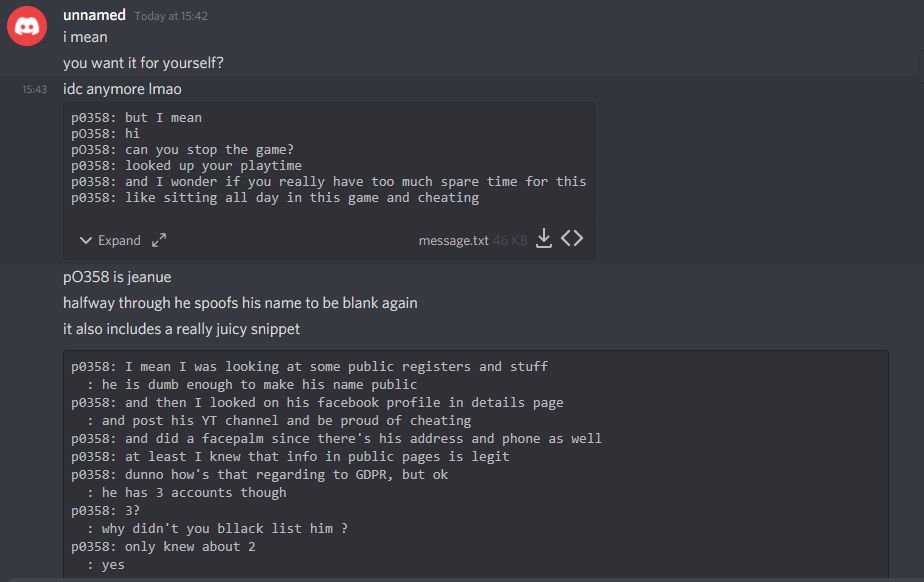 unnamed Today at 15:42
i mean
you want it for yourself?
15:43 idc anymore lmao
p0358: but I mean
pO358: hi
pO358: can you stop the game?
p0358: looked up your playtime
p0358: and I wonder if you really have too much spare time for this
p0358: like sitting all day in this game and cheating
Expand message.txt 46 KB
pO358 is jeanue
halfway through he spoofs his name to be blank again
it also includes a really juicy snippet
p0358: I mean I was looking at some public registers and stuff
: he is dumb enough to make his name public
p0358: and then I looked on his facebook profile in details page
: and post his YT channel and be proud of cheating
p0358: and did a facepalm since there's his address and phone as well
p0358: at least I knew that info in public pages is legit
p0358: dunno how's that regarding to GDPR, but ok
: he has 3 accounts though
p0358: 3?
: why didn't you bllack list him ?
p0358: only knew about 2
: yes